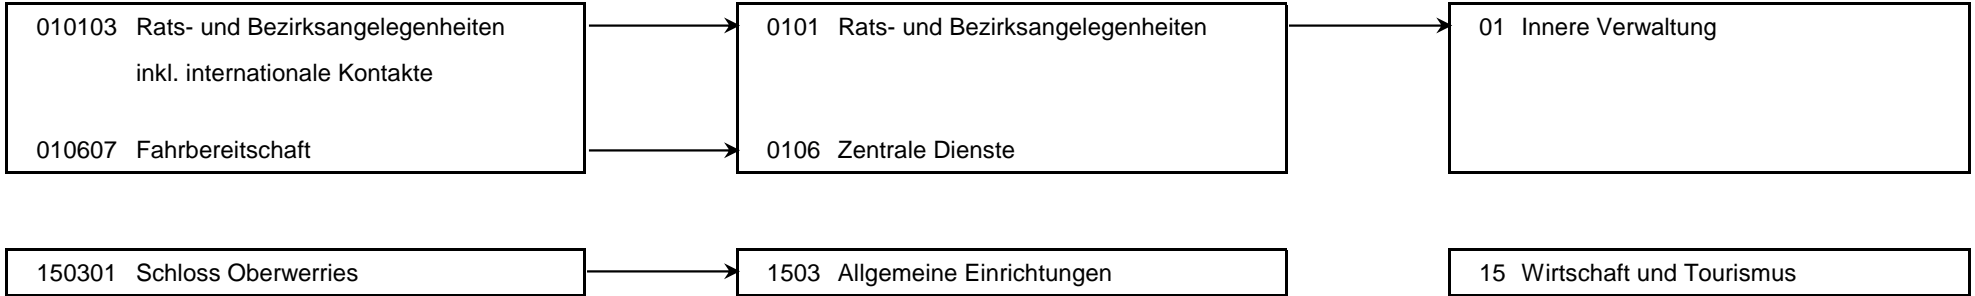 010103 Rats- und Bezirksangelegenheiten
inkl. internationale Kontakte
010607 Fahrbereitschaft
0101 Rats- und Bezirksangelegenheiten
0106 Zentrale Dienste
01 Innere Verwaltung
150301 Schloss Oberwerries
1503 Allgemeine Einrichtungen
15 Wirtschaft und Tourismus